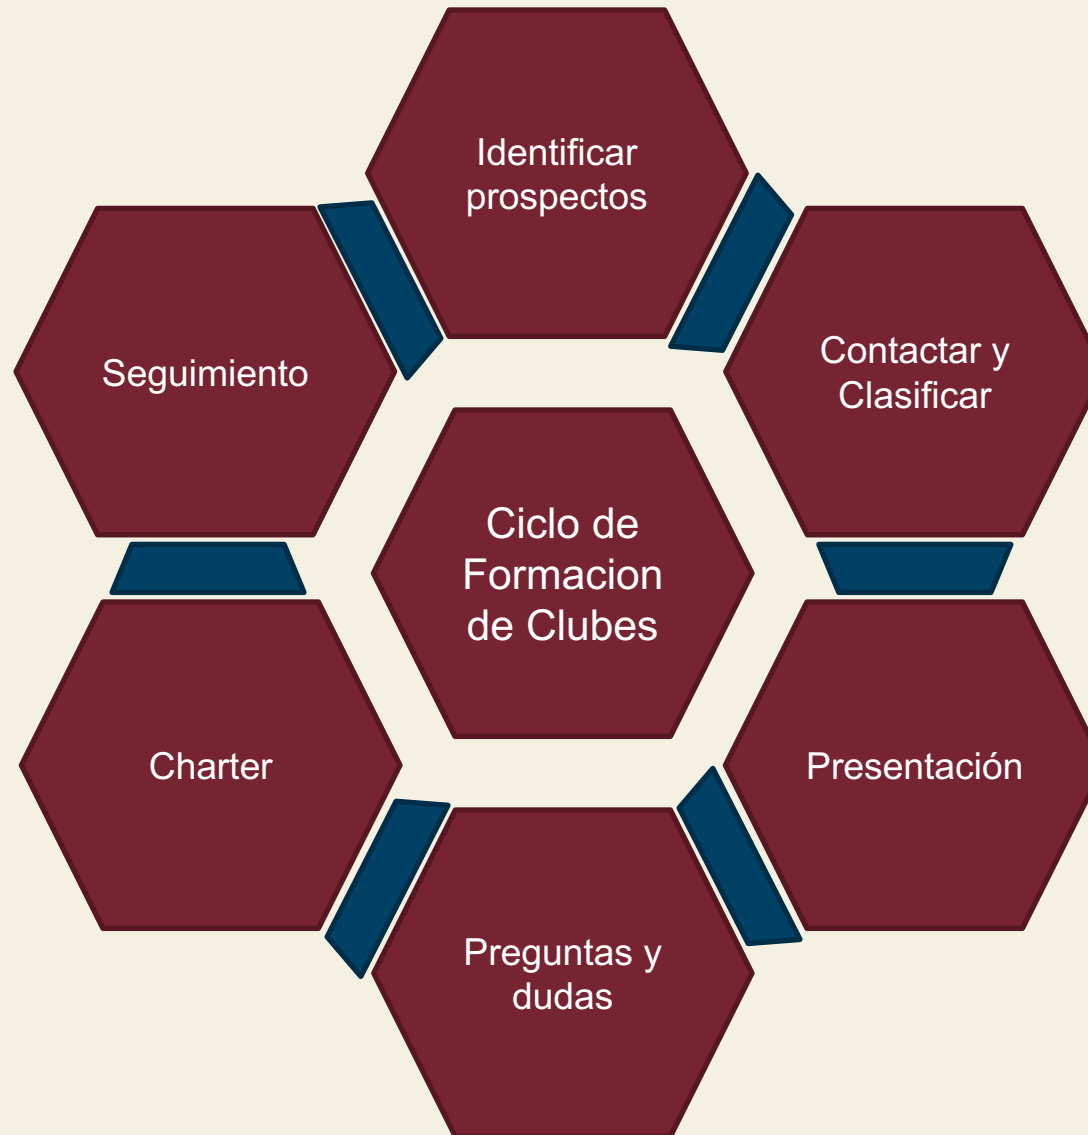 Identificar
prospectos
Contactar y
Clasificar
Presentación
Preguntas y
dudas
Charter
Seguimiento
Ciclo de
Formacion
de Clubes